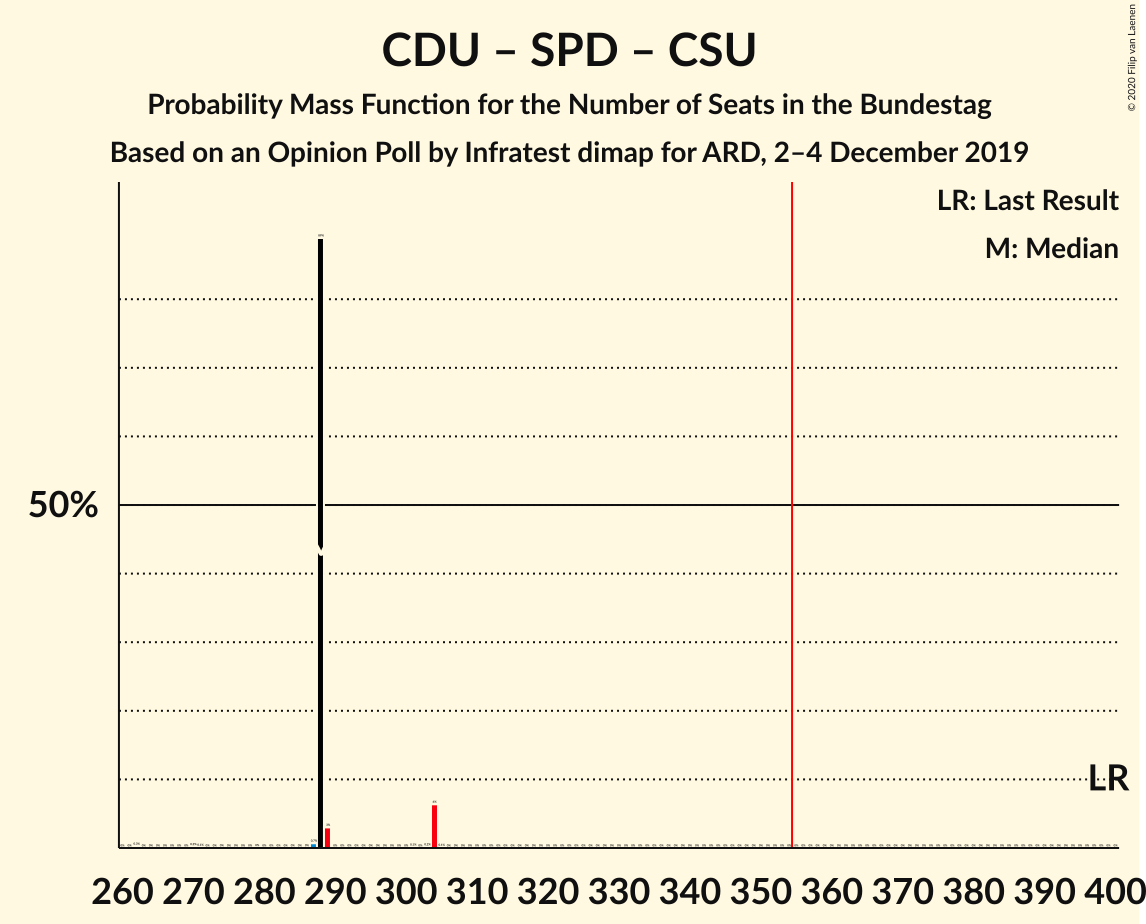 CDU – SPD – CSU
Probability Mass Function for the Number of Seats in the Bundestag
Based on an Opinion Poll by Infratest dimap for ARD, 2–4 December 2019
© 2020 Filip van Laenen
LR: Last Result
M: Median
50%
LR
260 270 280 290 300 310 320 330 340 350 360 370 380 390 400